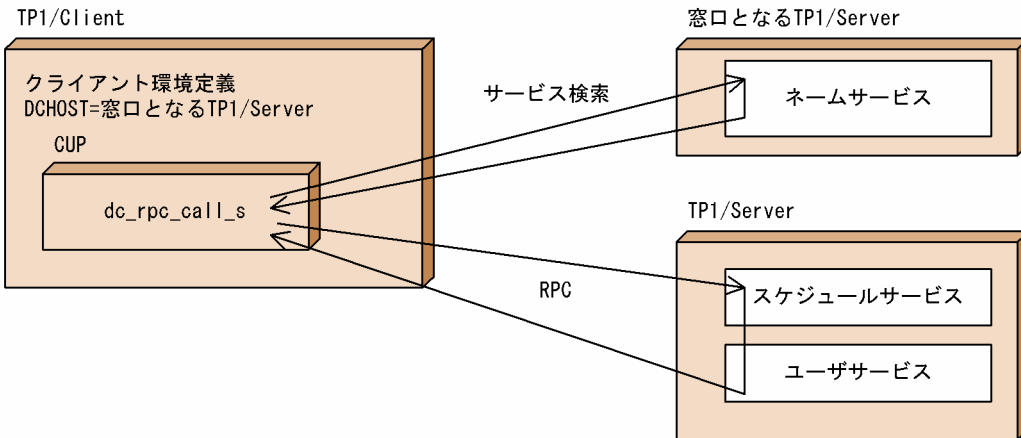 TP1/Client
クライアント環境定義
DCHOST=窓口となるTP1/Server
CUP
dc_rpc_call_s
サービス検索
RPC
窓口となるTP1/Server
ネームサービス
TP1/Server
スケジュールサービス
ユーザサービス